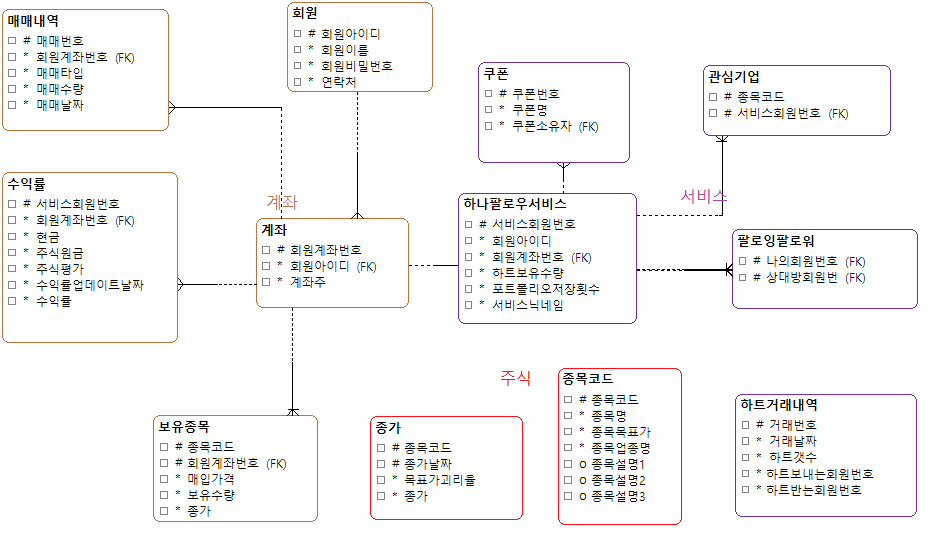 매매내역
# 매매번호
* 회원계좌번호 (FK)
* 매매타입
* 매매수량
* 매매날짜
회원
# 회원아이디
* 회원이름
* 회원비밀번호
* 연락처
쿠폰
# 쿠폰번호
* 쿠폰명
* 쿠폰소유자 (FK)
관심기업
# 종목코드
# 서비스회원번호 (FK)
수익률
# 서비스회원번호
* 회원계좌번호 (FK)
* 현금
* 주식원금
* 주식평가
* 수익률업데이트날짜
* 수익률
계좌
계좌
# 회원계좌번호
* 회원아이디 (FK)
* 계좌주
하나팔로우서비스
# 서비스회원번호
* 회원아이디
* 회원계좌번호 (FK)
* 하트보유수량
* 포트폴리오저장횟수
* 서비스닉네임
서비스
팔로잉팔로워
# 나의회원번호 (FK)
# 상대방회원번 (FK)
보유종목
# 종목코드
# 회원계좌번호 (FK)
* 매입가격
* 보유수량
* 종가
종가
# 종목코드
# 종가날짜
* 목표가괴리율
* 종가
주식
종목코드
# 종목코드
* 종목명
* 종목목표가
* 종목업종명
o 종목설명1
o 종목설명2
o 종목설명3
하트거래내역
# 거래번호
* 거래날짜
* 하트갯수
* 하트보내는회원번호
* 하트받는회원번호